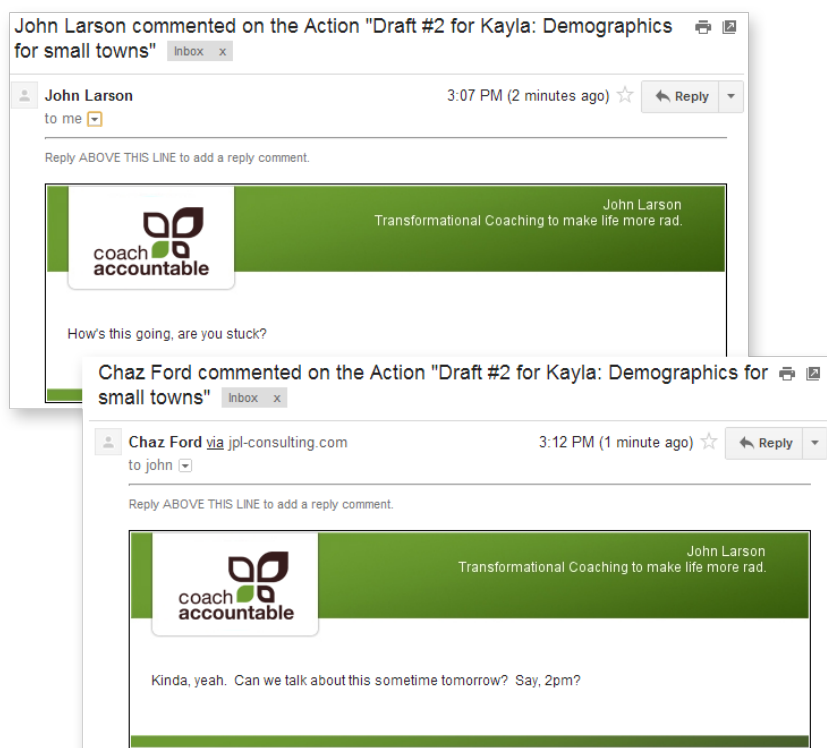 John Larson commented on the Action "Draft #2 for Kayla: Demographics
for small towns" Inbox x
John Larson 3:07 PM (2 minutes ago) Reply
to me
Reply ABOVE THIS LINE to add a reply comment.
John Larson
Transformational Coaching to make life more rad.
coach
accountable
How's this going, are you stuck?
Chaz Ford commented on the Action "Draft #2 for Kayla: Demographics for
small towns" Inbox x
Chaz Ford via jpl-consulting.com 3:12 PM (1 minute ago) Reply
to john
Reply ABOVE THIS LINE to add a reply comment.
John Larson
Transformational Coaching to make life more rad.
coach
accountable
Kinda, yeah.  Can we talk about this sometime tomorrow?  Say, 2pm?